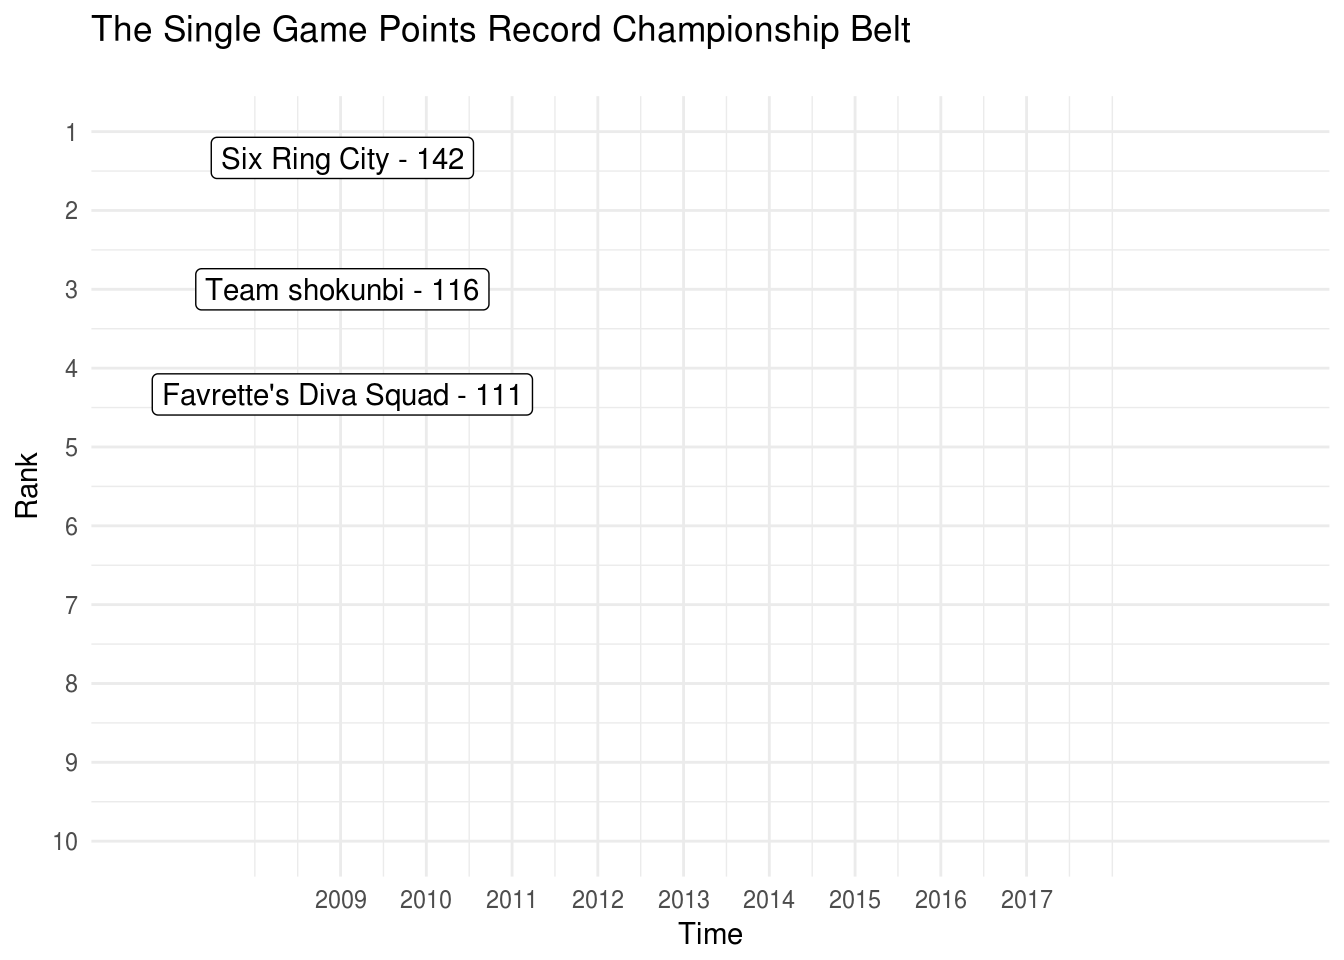 The Single Game Points Record Championship Belt
1
Six Ring City - 142
2
3
Team shokunbi - 116
4
Favrette's Diva Squad - 111
5
Rank
6
7
8
9
10
2009 2010 2011 2012 2013 2014 2015 2016 2017
Time